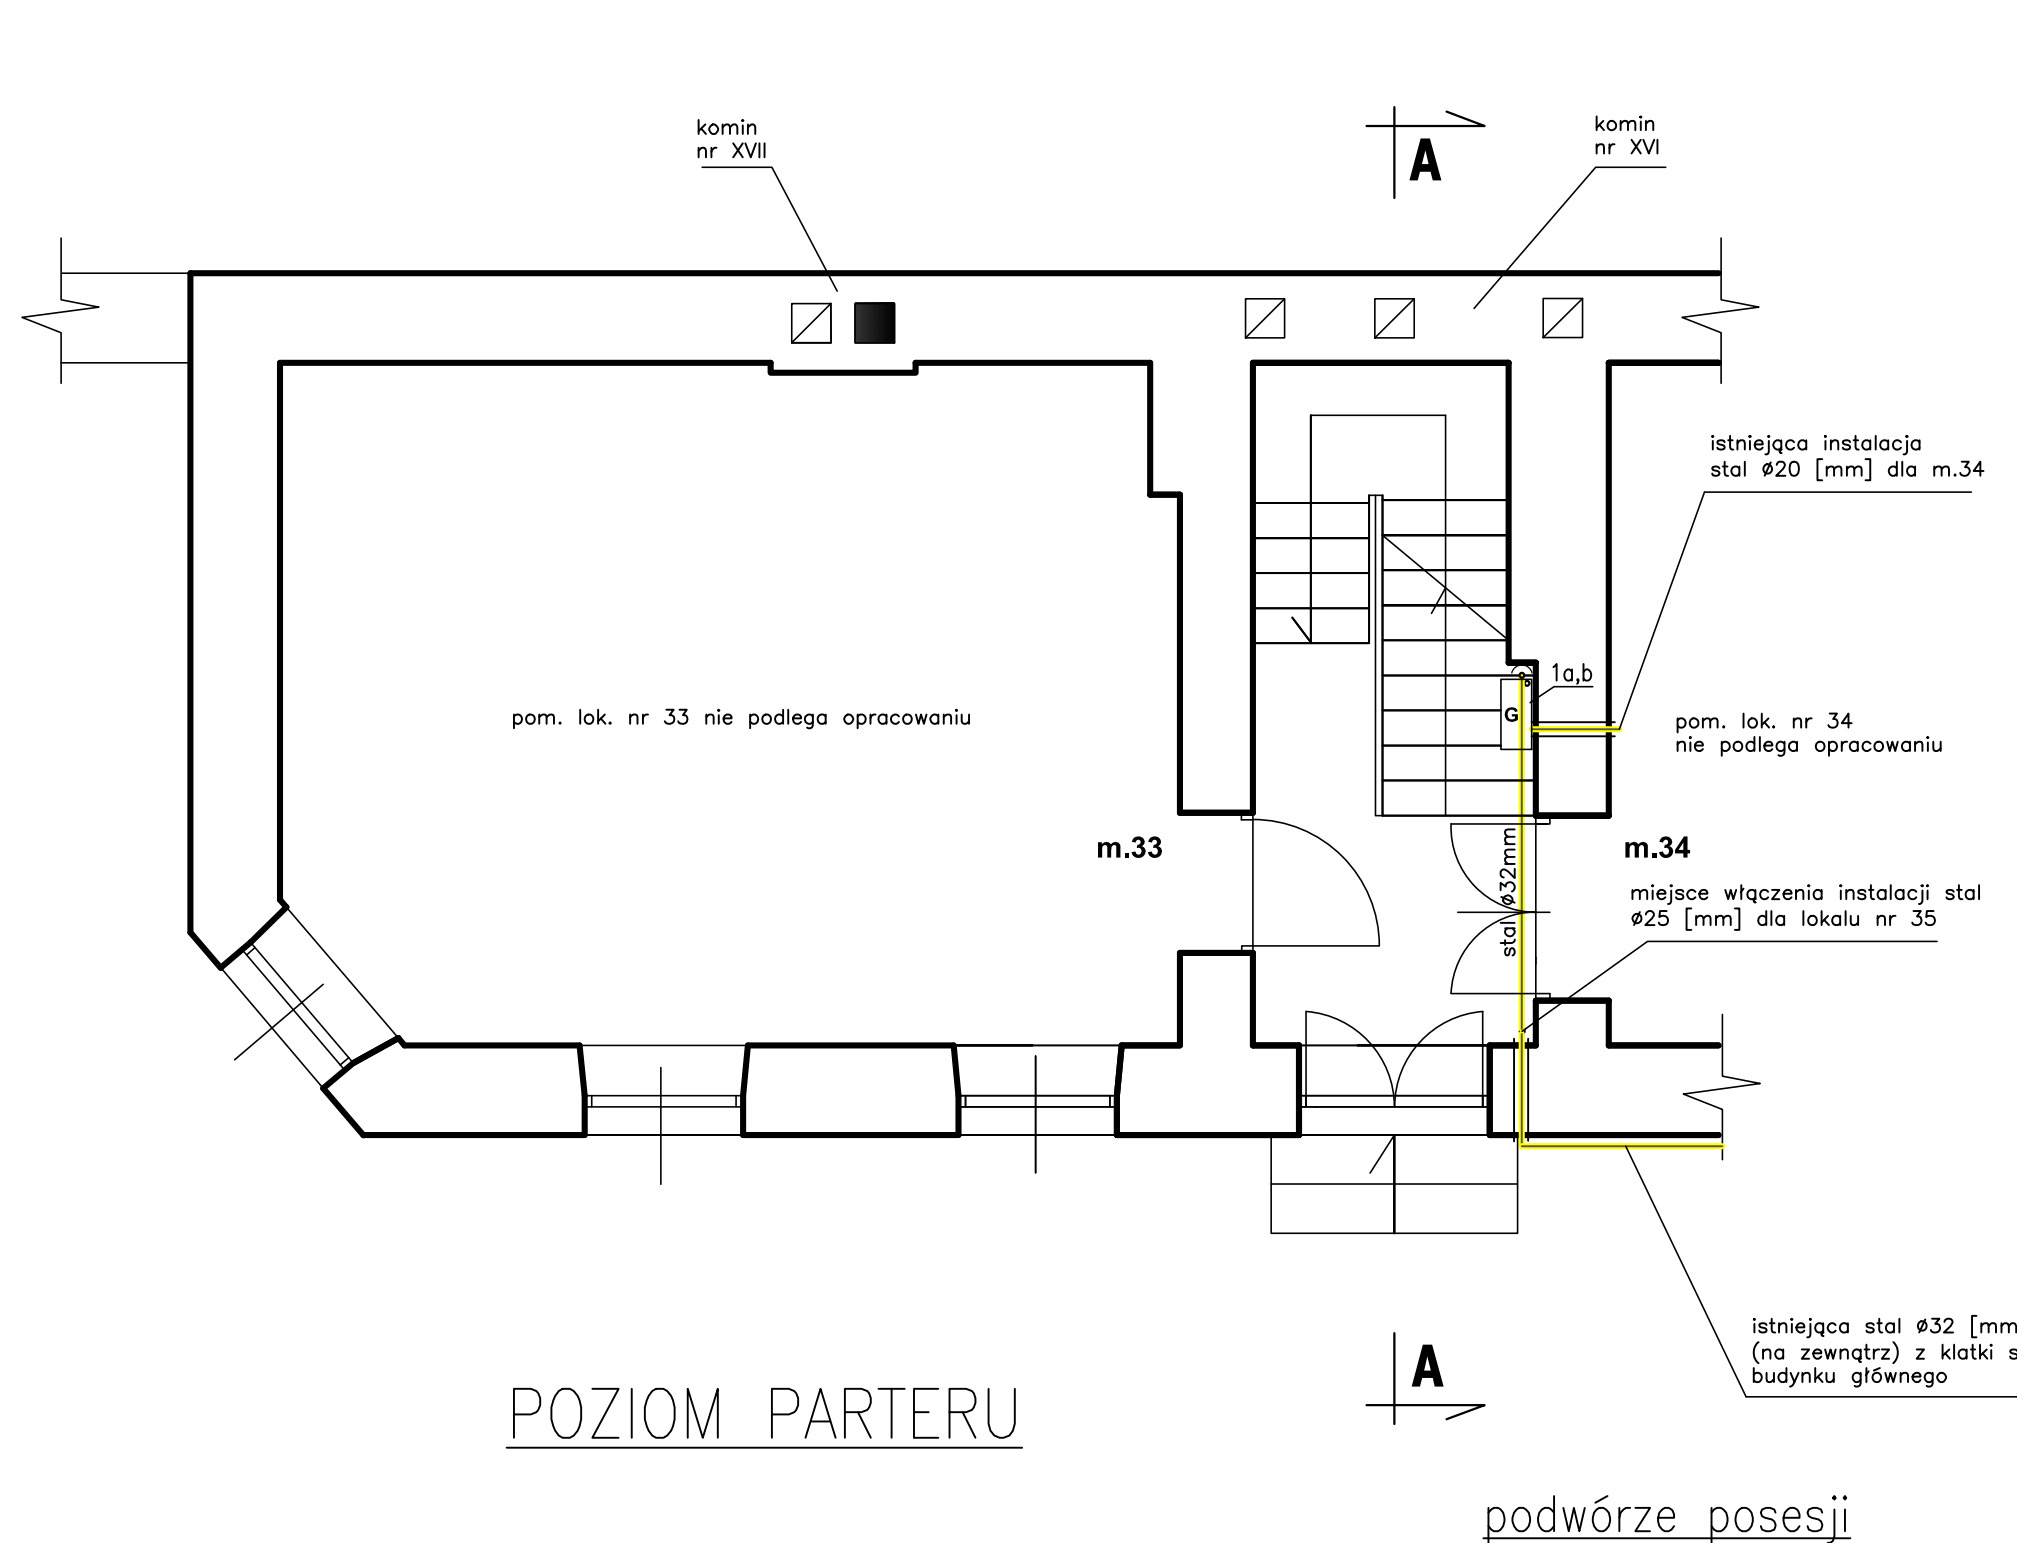 komin
nr XVII
A
komin
nr XVI
istniejąca instalacja
stal ø20 [mm] dla m.34
1a,b
G
pom. lok. nr 33 nie podlega opracowaniu
pom. lok. nr 34
nie podlega opracowaniu
m.33
stal ø32mm
m.34
miejsce włączenia instalacji stal
ø25 [mm] dla lokalu nr 35
istniejąca stal ø32 [mm
(na zewnątrz) z klatki s
budynku głównego
A
POZIOM PARTERU
podwórze posesji